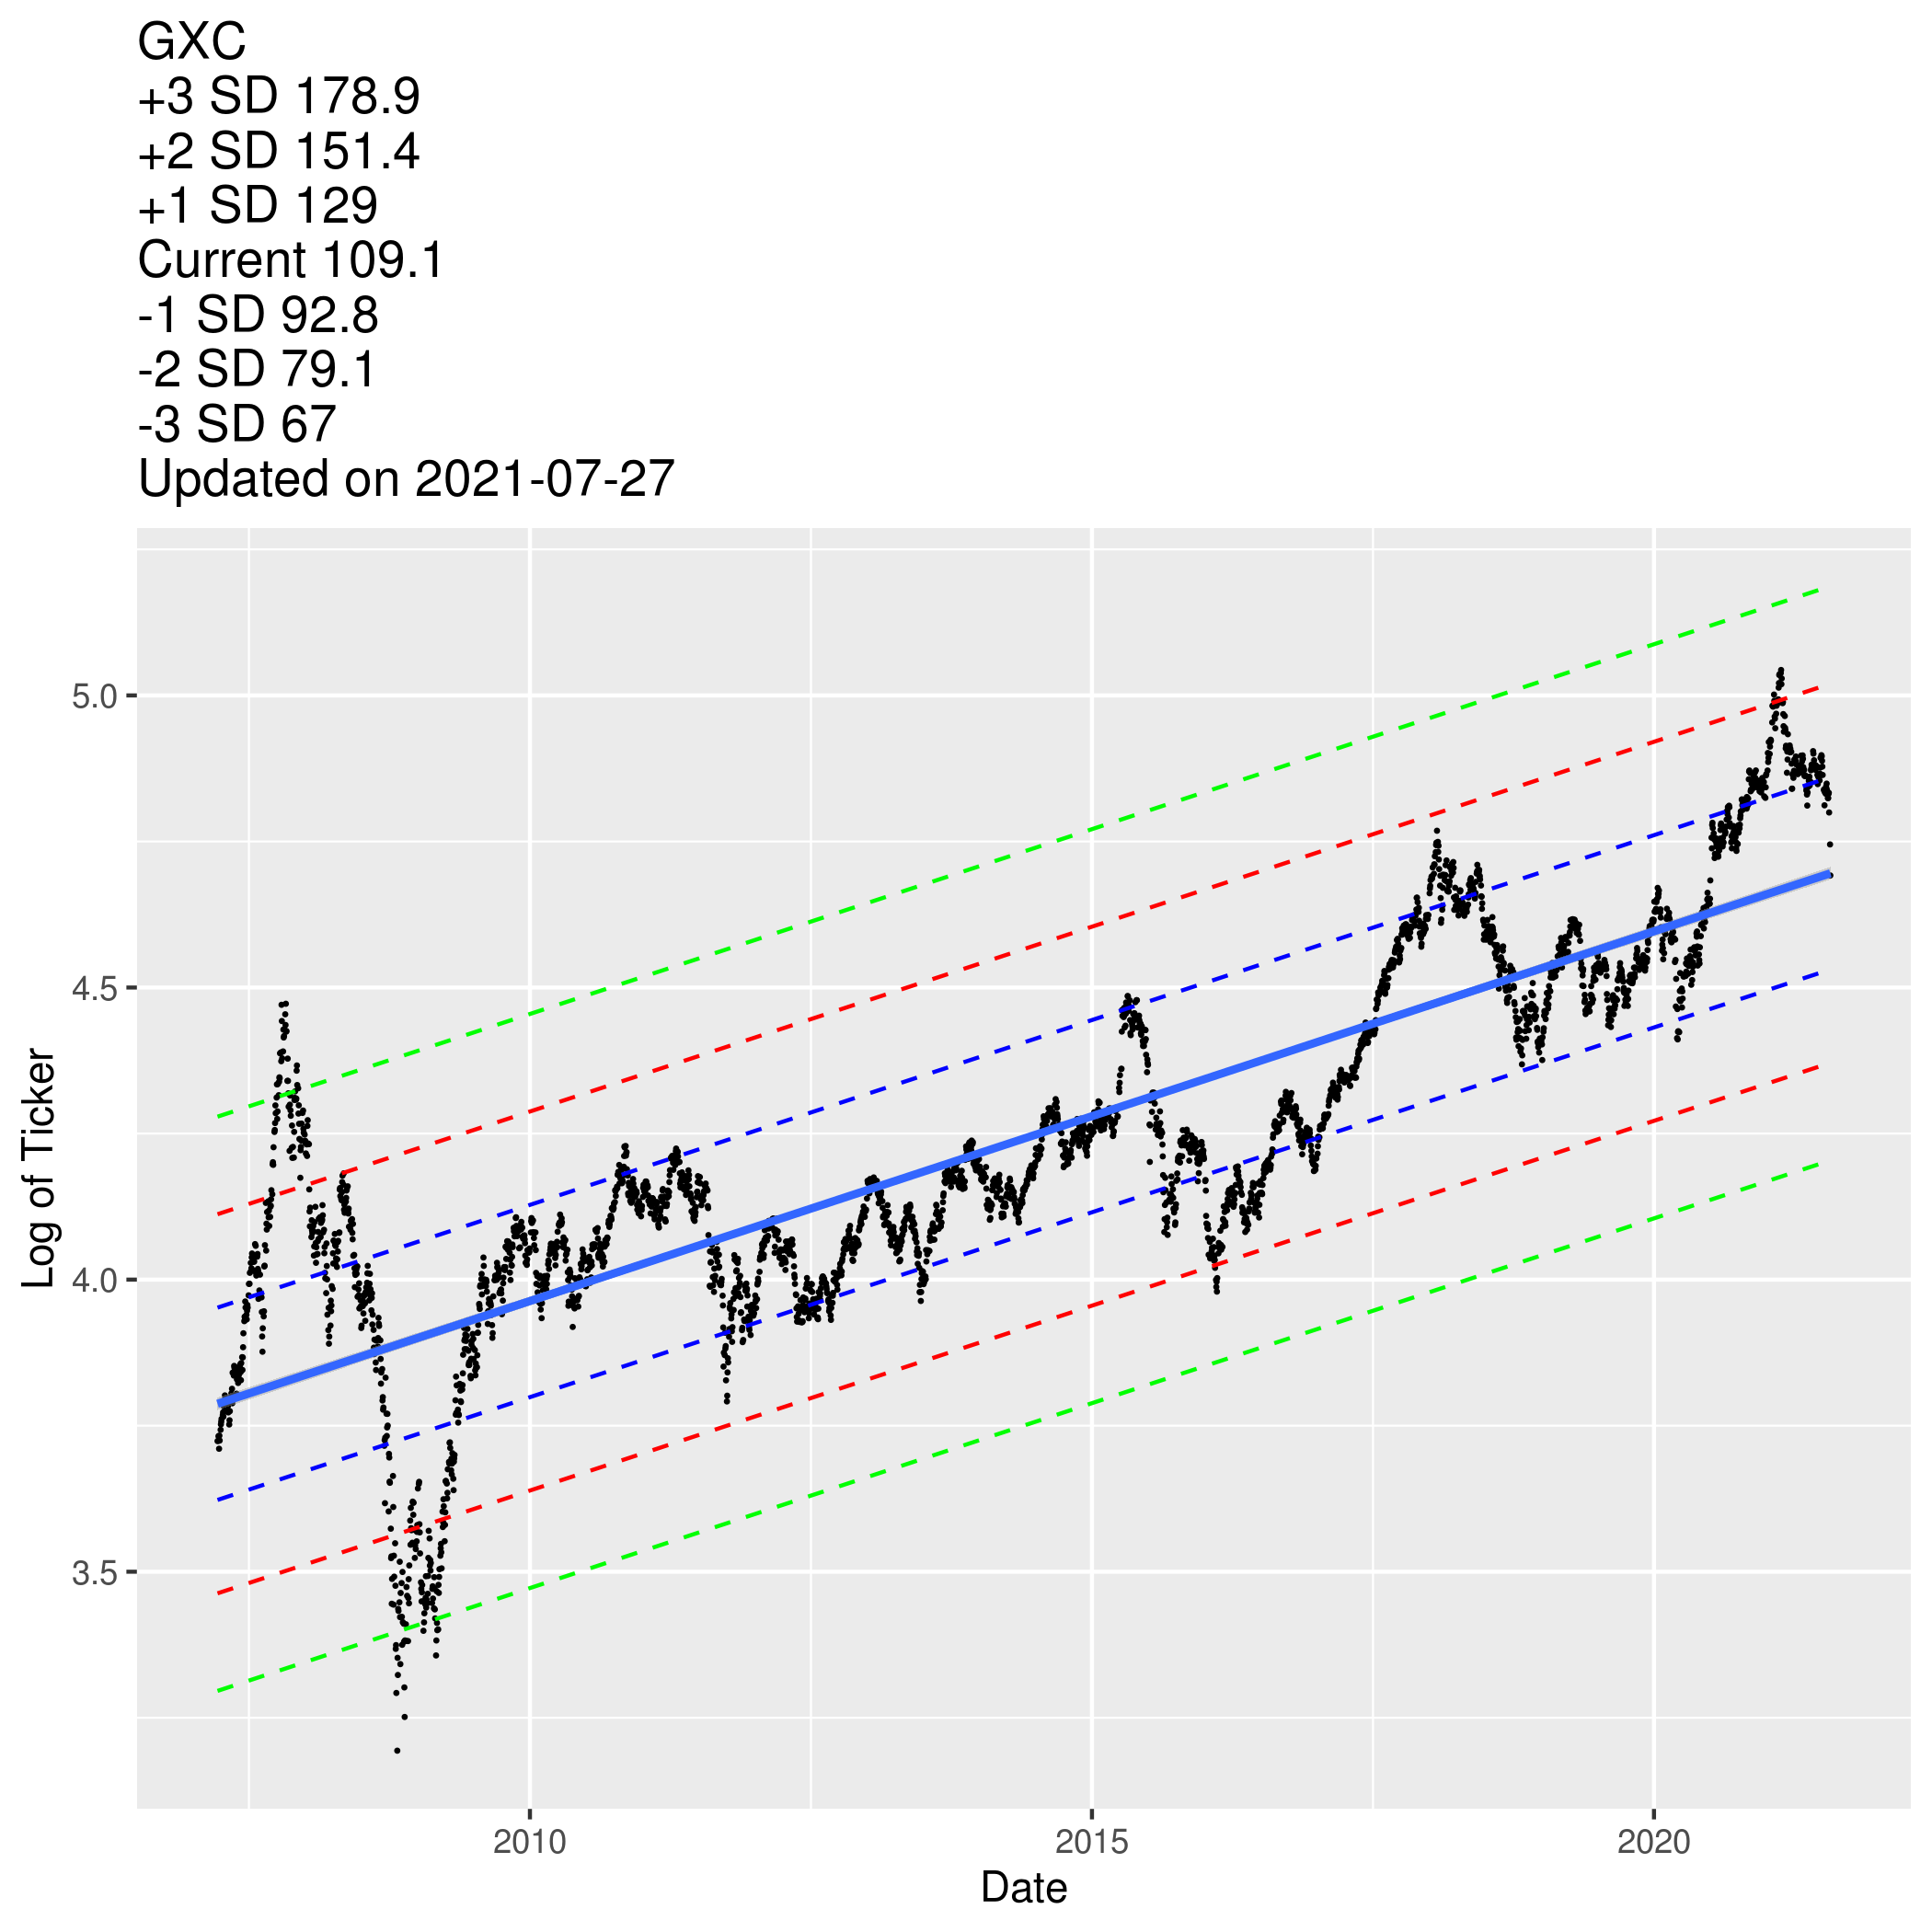 GXC
+3 SD 178.9
+2 SD 151.4
+1 SD 129
Current 109.1
-1 SD 92.8
-2 SD 79.1
-3 SD 67
Updated on 2021-07-27
Log of Ticker
5.0
4.5
4.0
3.5
2010 2015 2020
Date